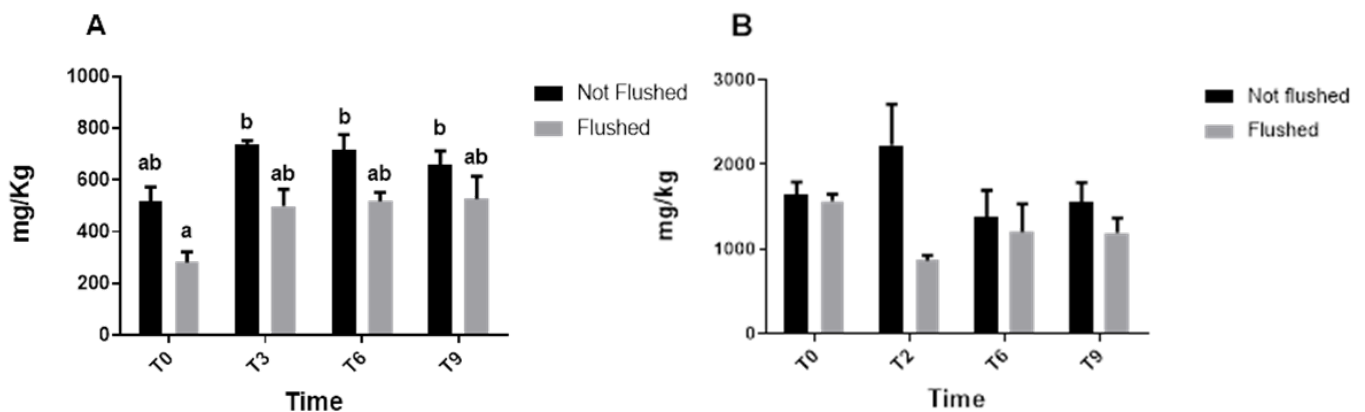 A
mg/Kg
1000
800
600
400
200
0
ab
a
b
ab
b
ab
b
ab
T0
T3
T6
T9
Time
Not Flushed
Flushed
B
mg/kg
3000
2000
1000
0
T0
T2
T6
T9
Time
Not flushed
Flushed